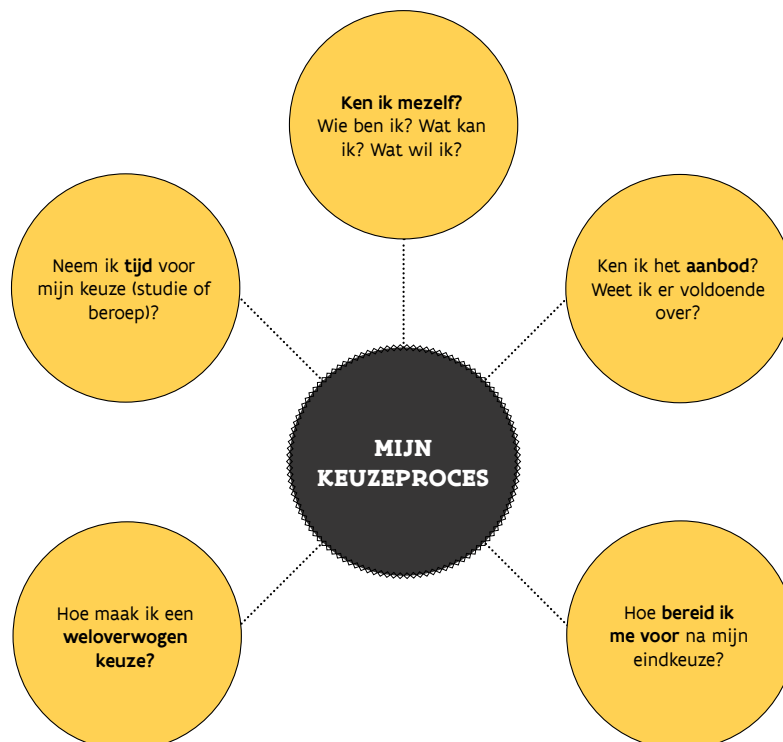 Ken ik mezelf?
Wie ben ik? Wat kan
ik? Wat wil ik?
Neem ik tijd voor
mijn keuze (studie of
beroep)?
Ken ik het aanbod?
Weet ik er voldoende
over?
MIJN
KEUZEPROCES
Hoe maak ik een
weloverwogen
keuze?
Hoe bereid ik
me voor na mijn
eindkeuze?